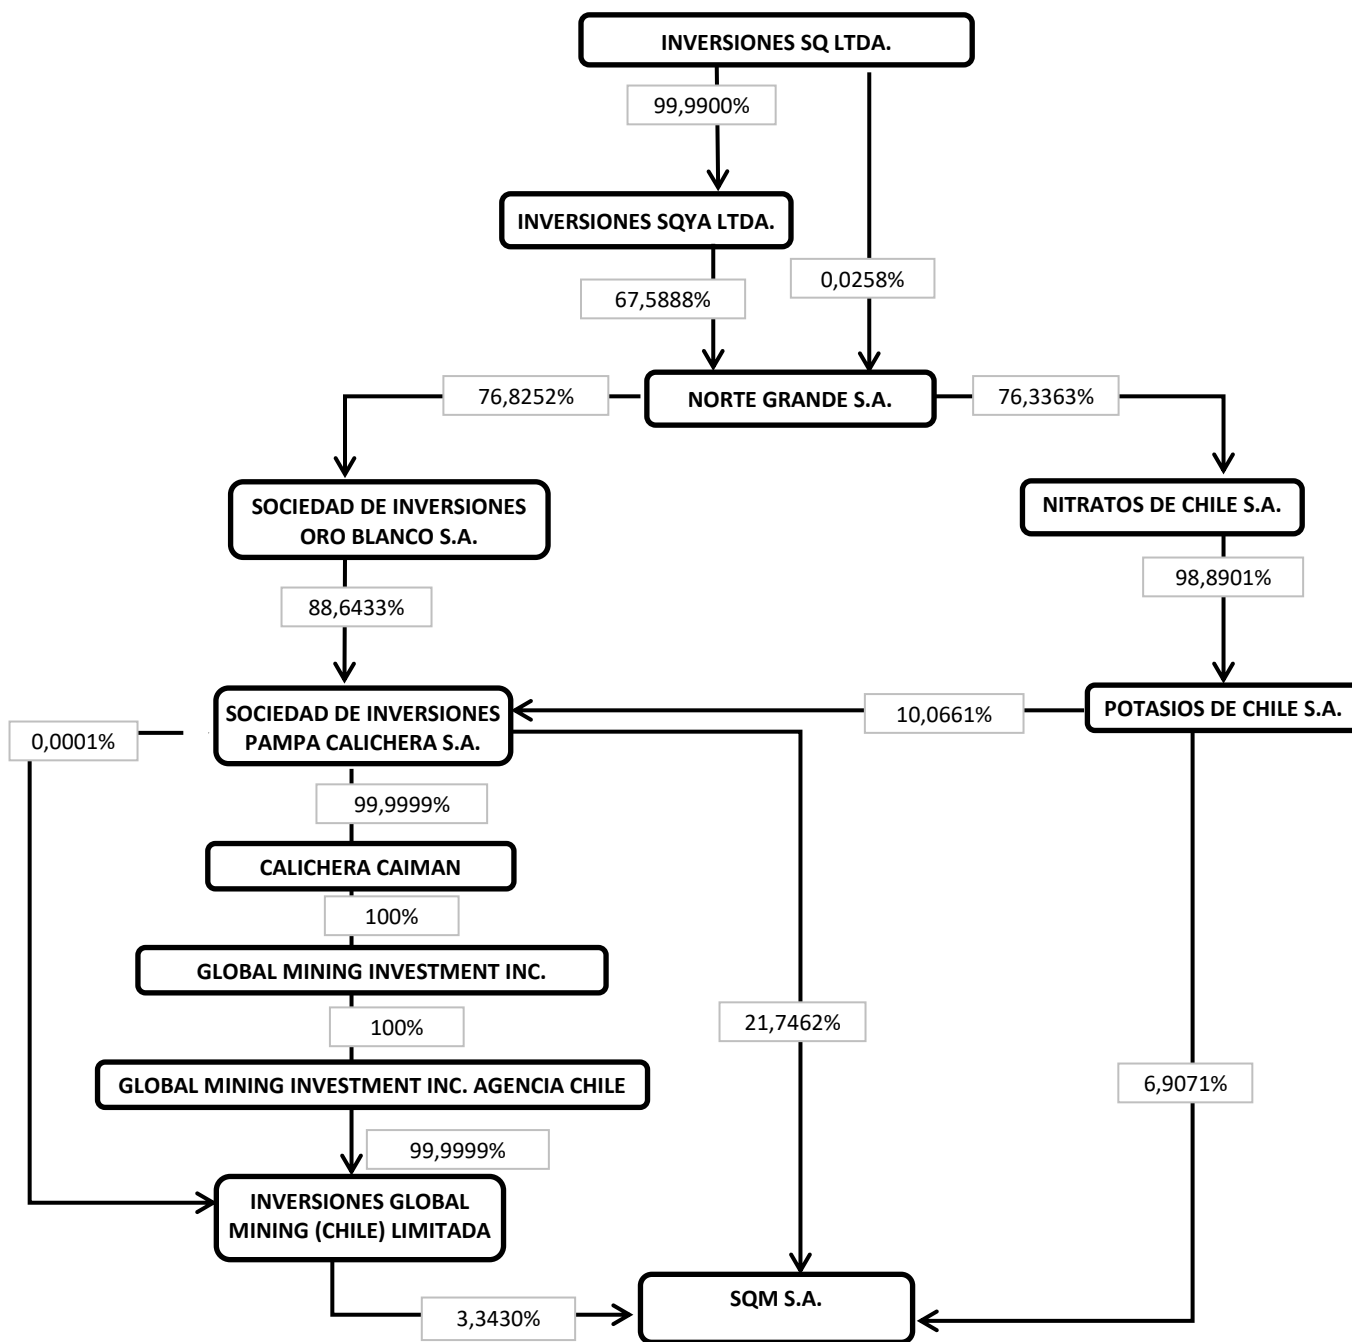 INVERSIONES SQ LTDA.
99,9900%
INVERSIONES SQYA LTDA.
67,5888%
0,0258%
NORTE GRANDE S.A.
76,8252%
76,3363%
SOCIEDAD DE INVERSIONES
ORO BLANCO S.A.
NITRATOS DE CHILE S.A.
88,6433%
98,8901%
SOCIEDAD DE INVERSIONES
PAMPA CALICHERA S.A.
10,0661%
POTASIOS DE CHILE S.A.
0,0001%
99,9999%
CALICHERA CAIMAN
100%
GLOBAL MINING INVESTMENT INC.
100%
21,7462%
GLOBAL MINING INVESTMENT INC. AGENCIA CHILE
6,9071%
99,9999%
INVERSIONES GLOBAL
MINING (CHILE) LIMITADA
SQM S.A.
3,3430%